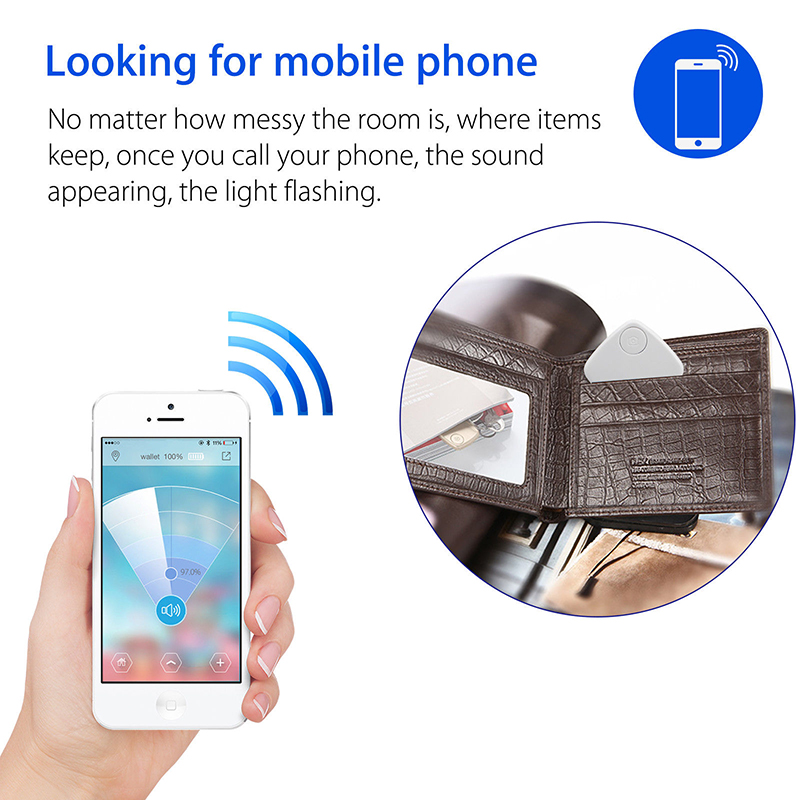 Looking for mobile phone
No matter how messy the room is, where items
keep, once you call your phone, the sound
appearing, the light flashing.
11%
wallet 100%
97.0%